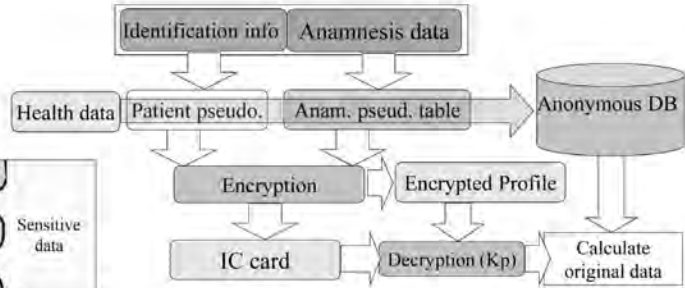 Identification info
Anamnesis data
Health data
Patient pseudo.
Anam. pseud. table
Anonymous DB
Encryption
Encrypted Profile
Sensitive
data
IC card
Decryption (Kp)
Calculate
original data